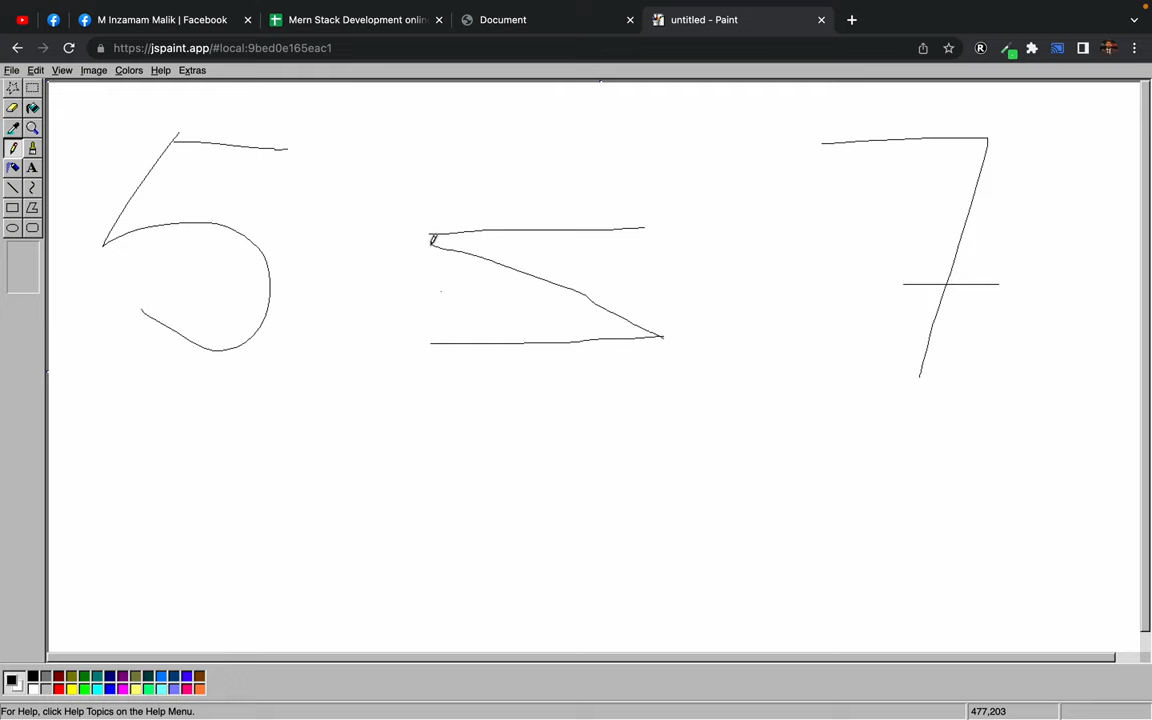 M Inzamam Malik | Facebook
Mern Stack Development onlin
Document
untitled - Paint
https://jspaint.app/#local:9bed0e165eac1
File Edit View Image Colors Help Extras
5 7
For Help, click Help Topics on the Help Menu.
477,203